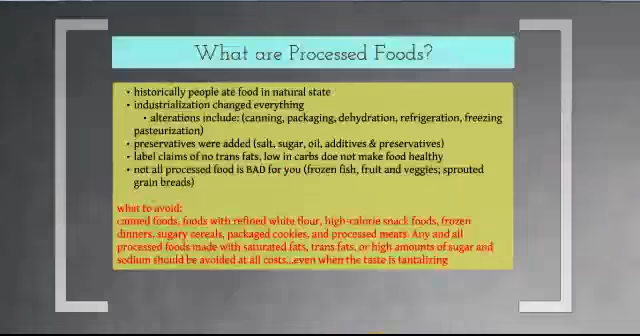 What are Processed Foods?
• historically people ate food in natural state
• industrialization changed everything
• alterations include: (canning, packaging, dehydration, refrigeration, freezing
pasteurization)
• preservatives were added (salt, sugar, oil, additives & preservatives)
• label claims of no trans fats, low in carbs doe not make food healthy
• not all processed food is BAD for you (frozen fish, fruit and veggies; sprouted
grain breads)
what to avoid:
canned foods, foods with refined white flour, high-calorie snack foods, frozen
dinners, sugary cereals, packaged cookies, and processed meats. Any and all
processed foods made with saturated fats, trans fats, or high amounts of sugar and
sodium should be avoided at all costs...even when the taste is tantalizing